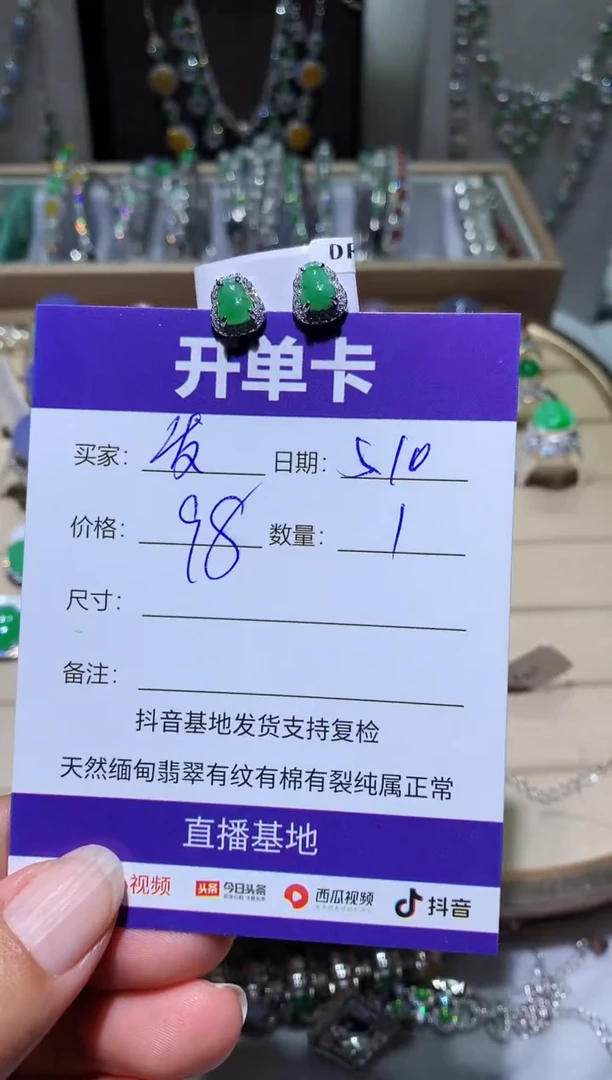 DR
开单卡
买家: 发 日期: 5/0
价格: 98 数量: 1
尺寸:
备注:
抖音基地发货支持复检
天然缅甸翡翠有纹有棉有裂纯属正常
直播基地
视频 头条 今日头条 西瓜视频 抖音